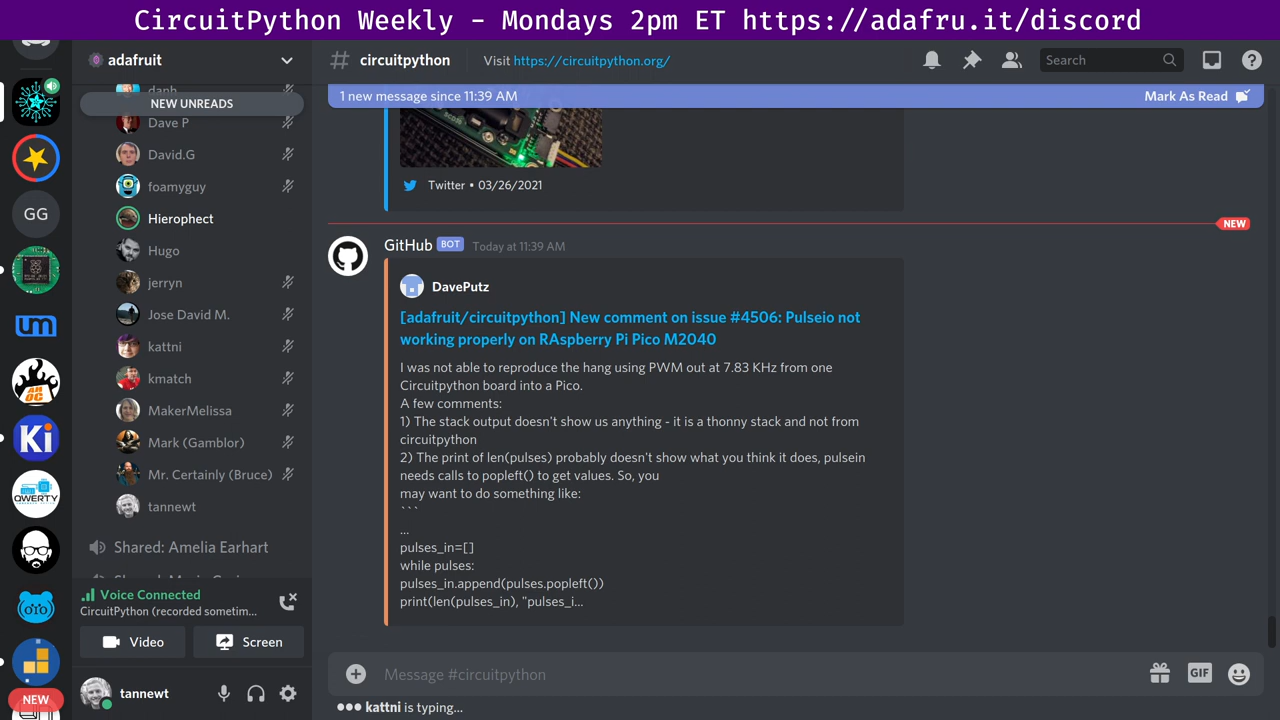 CircuitPython Weekly - Mondays 2pm ET https://adafru.it/discord
adafruit
danh
NEW UNREADS
Dave P
David.G
foamyguy
Hierophect
Hugo
jerryn
Jose David M.
kattni
kmatch
MakerMelissa
Mark (Gamblor)
Mr. Certainly (Bruce)
tannewt
Shared: Amelia Earhart
Voice Connected
CircuitPython (recorded sometim...
Video
Screen
tannewt
GG
um
Ki
QWERTY
NEW
circuitpython
Visit https://circuitpython.org/
Search
1 new message since 11:39 AM
Mark As Read
Twitter • 03/26/2021
NEW
GitHub BOT Today at 11:39 AM
DavePutz
[adafruit/circuitpython] New comment on issue #4506: Pulseio not
working properly on RAspberry Pi Pico M2040
I was not able to reproduce the hang using PWM out at 7.83 KHz from one
Circuitpython board into a Pico.
A few comments:
1) The stack output doesn't show us anything - it is a thonny stack and not from
circuitpython
2) The print of len(pulses) probably doesn't show what you think it does, pulsein
needs calls to popleft() to get values. So, you
may want to do something like:
```
...
pulses_in=[]
while pulses:
pulses_in.append(pulses.popleft())
print(len(pulses_in), "pulses_i...
Message #circuitpython
GIF
kattni is typing...